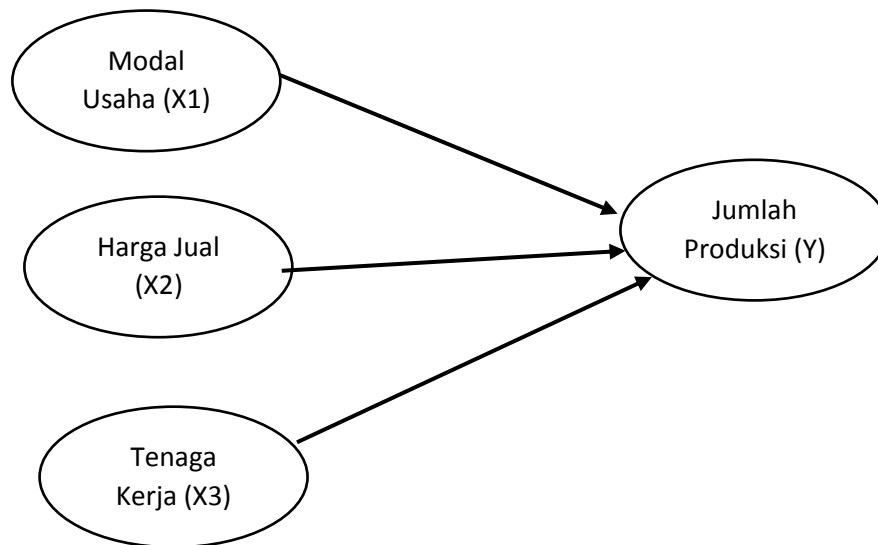 Modal
Usaha (X1)
Harga Jual
(X2)
Tenaga
Kerja (X3)
Jumlah
Produksi (Y)